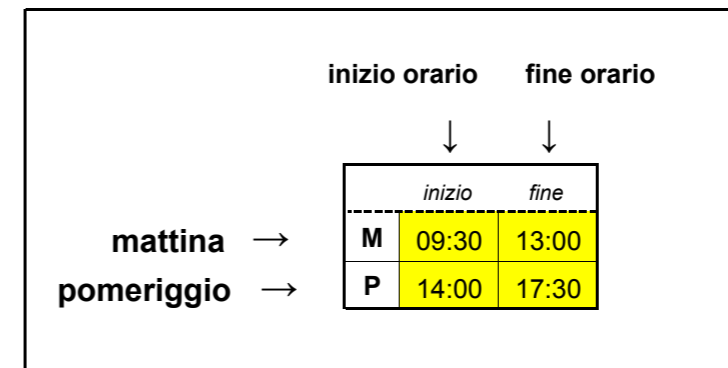 inizio orario fine orario
↓ ↓
inizio fine
mattina → M 09:30 13:00
pomeriggio → P 14:00 17:30